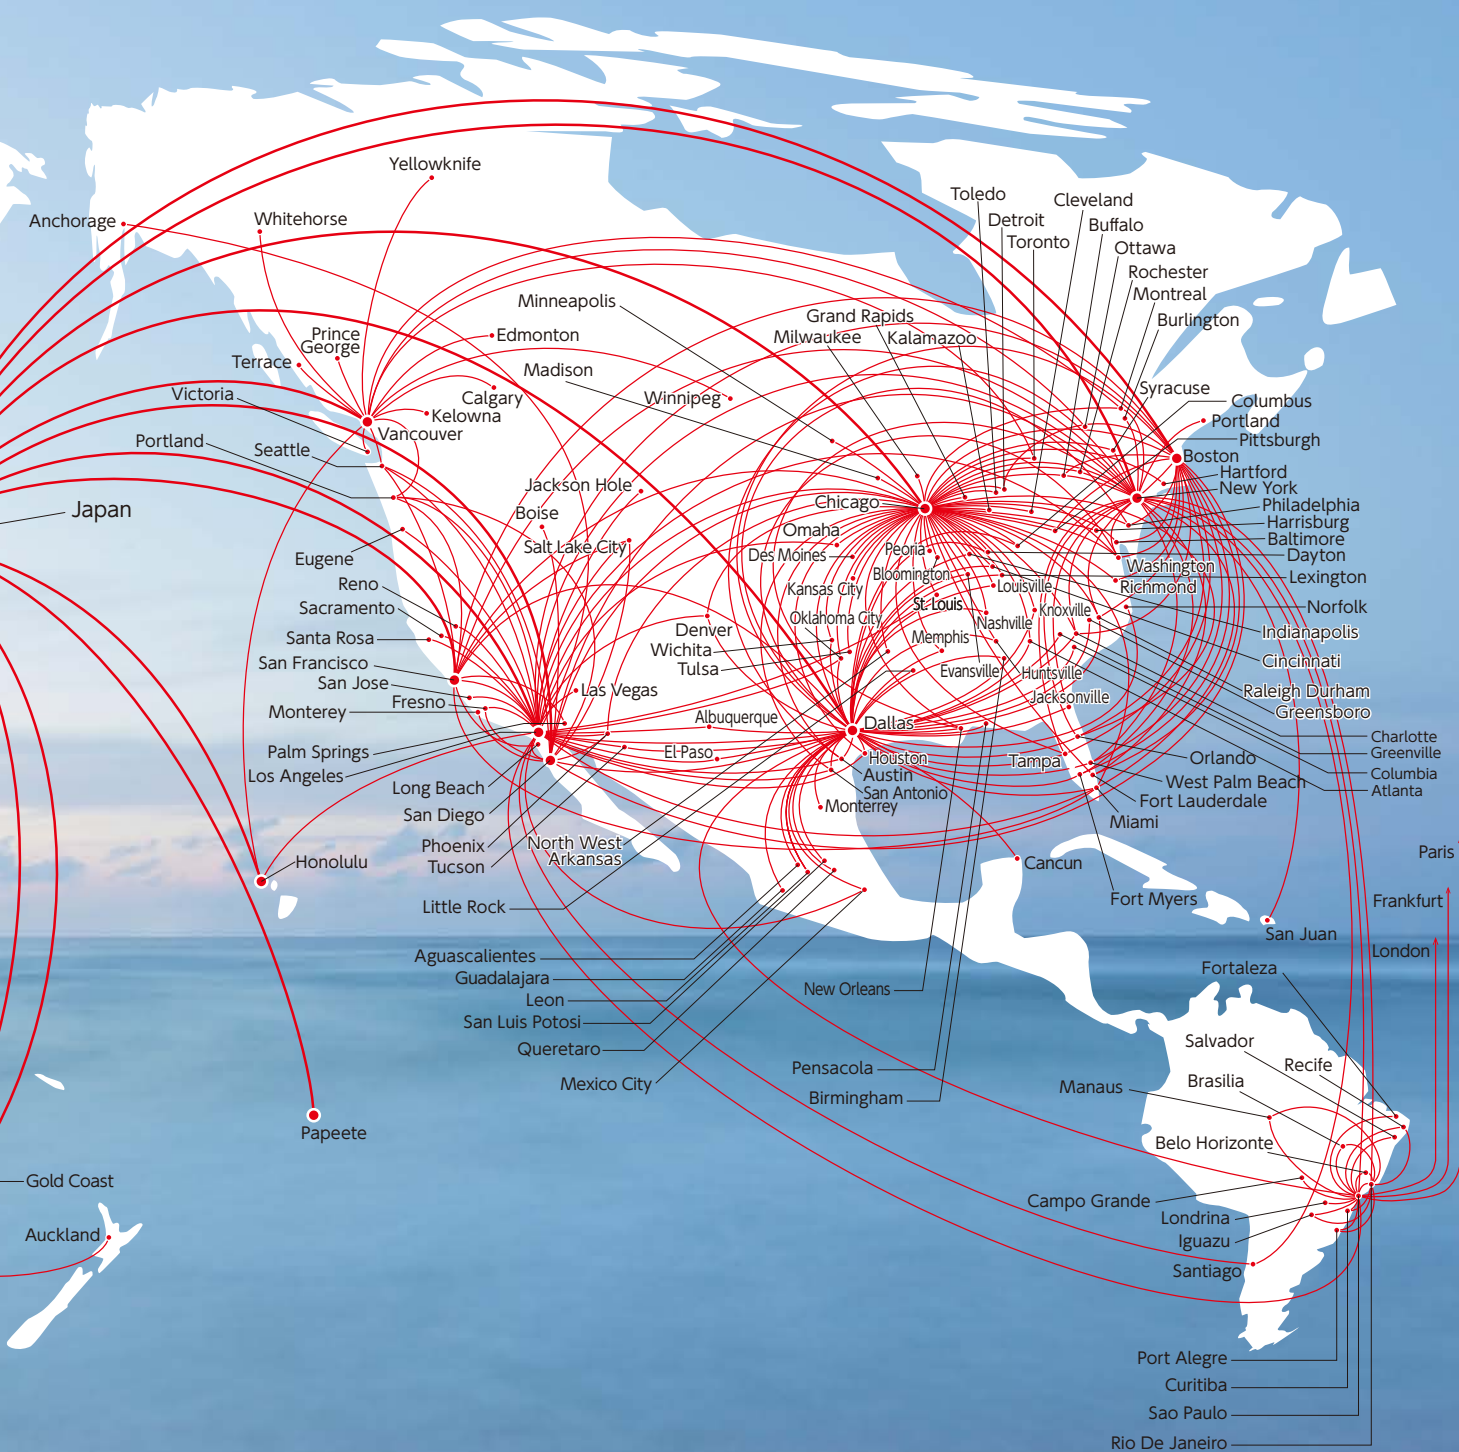 Yellowknife
Anchorage
Whitehorse
Toledo
Cleveland
Detroit
Buffalo
Toronto
Ottawa
Rochester
Montreal
Burlington
Minneapolis
Grand Rapids
Milwaukee
Kalamazoo
Prince
George
Edmonton
Terrace
Madison
Victoria
Calgary
Winnipeg
Kelowna
Vancouver
Syracuse
Columbus
Portland
Pittsburgh
Portland
Seattle
Boston
Hartford
New York
Jackson Hole
Boise
Chicago
Philadelphia
Harrisburg
Baltimore
Dayton
Japan
Omaha
Salt Lake City
Des Moines
Peoria
Eugene
Washington
Bloomington
Lexington
Reno
Kansas City
Louisville
Richmond
Sacramento
St. Louis
Knoxville
Norfolk
Oklahoma City
Nashville
Santa Rosa
Denver
Wichita
Memphis
Indianapolis
San Francisco
Tulsa
Evansville
Huntsville
Cincinnati
San Jose
Las Vegas
Jacksonville
Raleigh Durham
Fresno
Monterey
Greensboro
Albuquerque
Dallas
Charlotte
Palm Springs
El Paso
Houston
Tampa
Orlando
Greenville
Los Angeles
Austin
Columbia
Long Beach
San Antonio
West Palm Beach
Atlanta
San Diego
Monterrey
Fort Lauderdale
Miami
Phoenix
North West
Arkansas
Tucson
Honolulu
Cancun
Paris
Little Rock
Fort Myers
Frankfurt
San Juan
Aguascalientes
London
Guadalajara
Fortaleza
Leon
New Orleans
San Luis Potosi
Queretaro
Salvador
Pensacola
Recife
Mexico City
Manaus
Brasilia
Birmingham
Papeete
Belo Horizonte
Gold Coast
Campo Grande
Londrina
Auckland
Iguazu
Santiago
Port Alegre
Curitiba
Sao Paulo
Rio De Janeiro